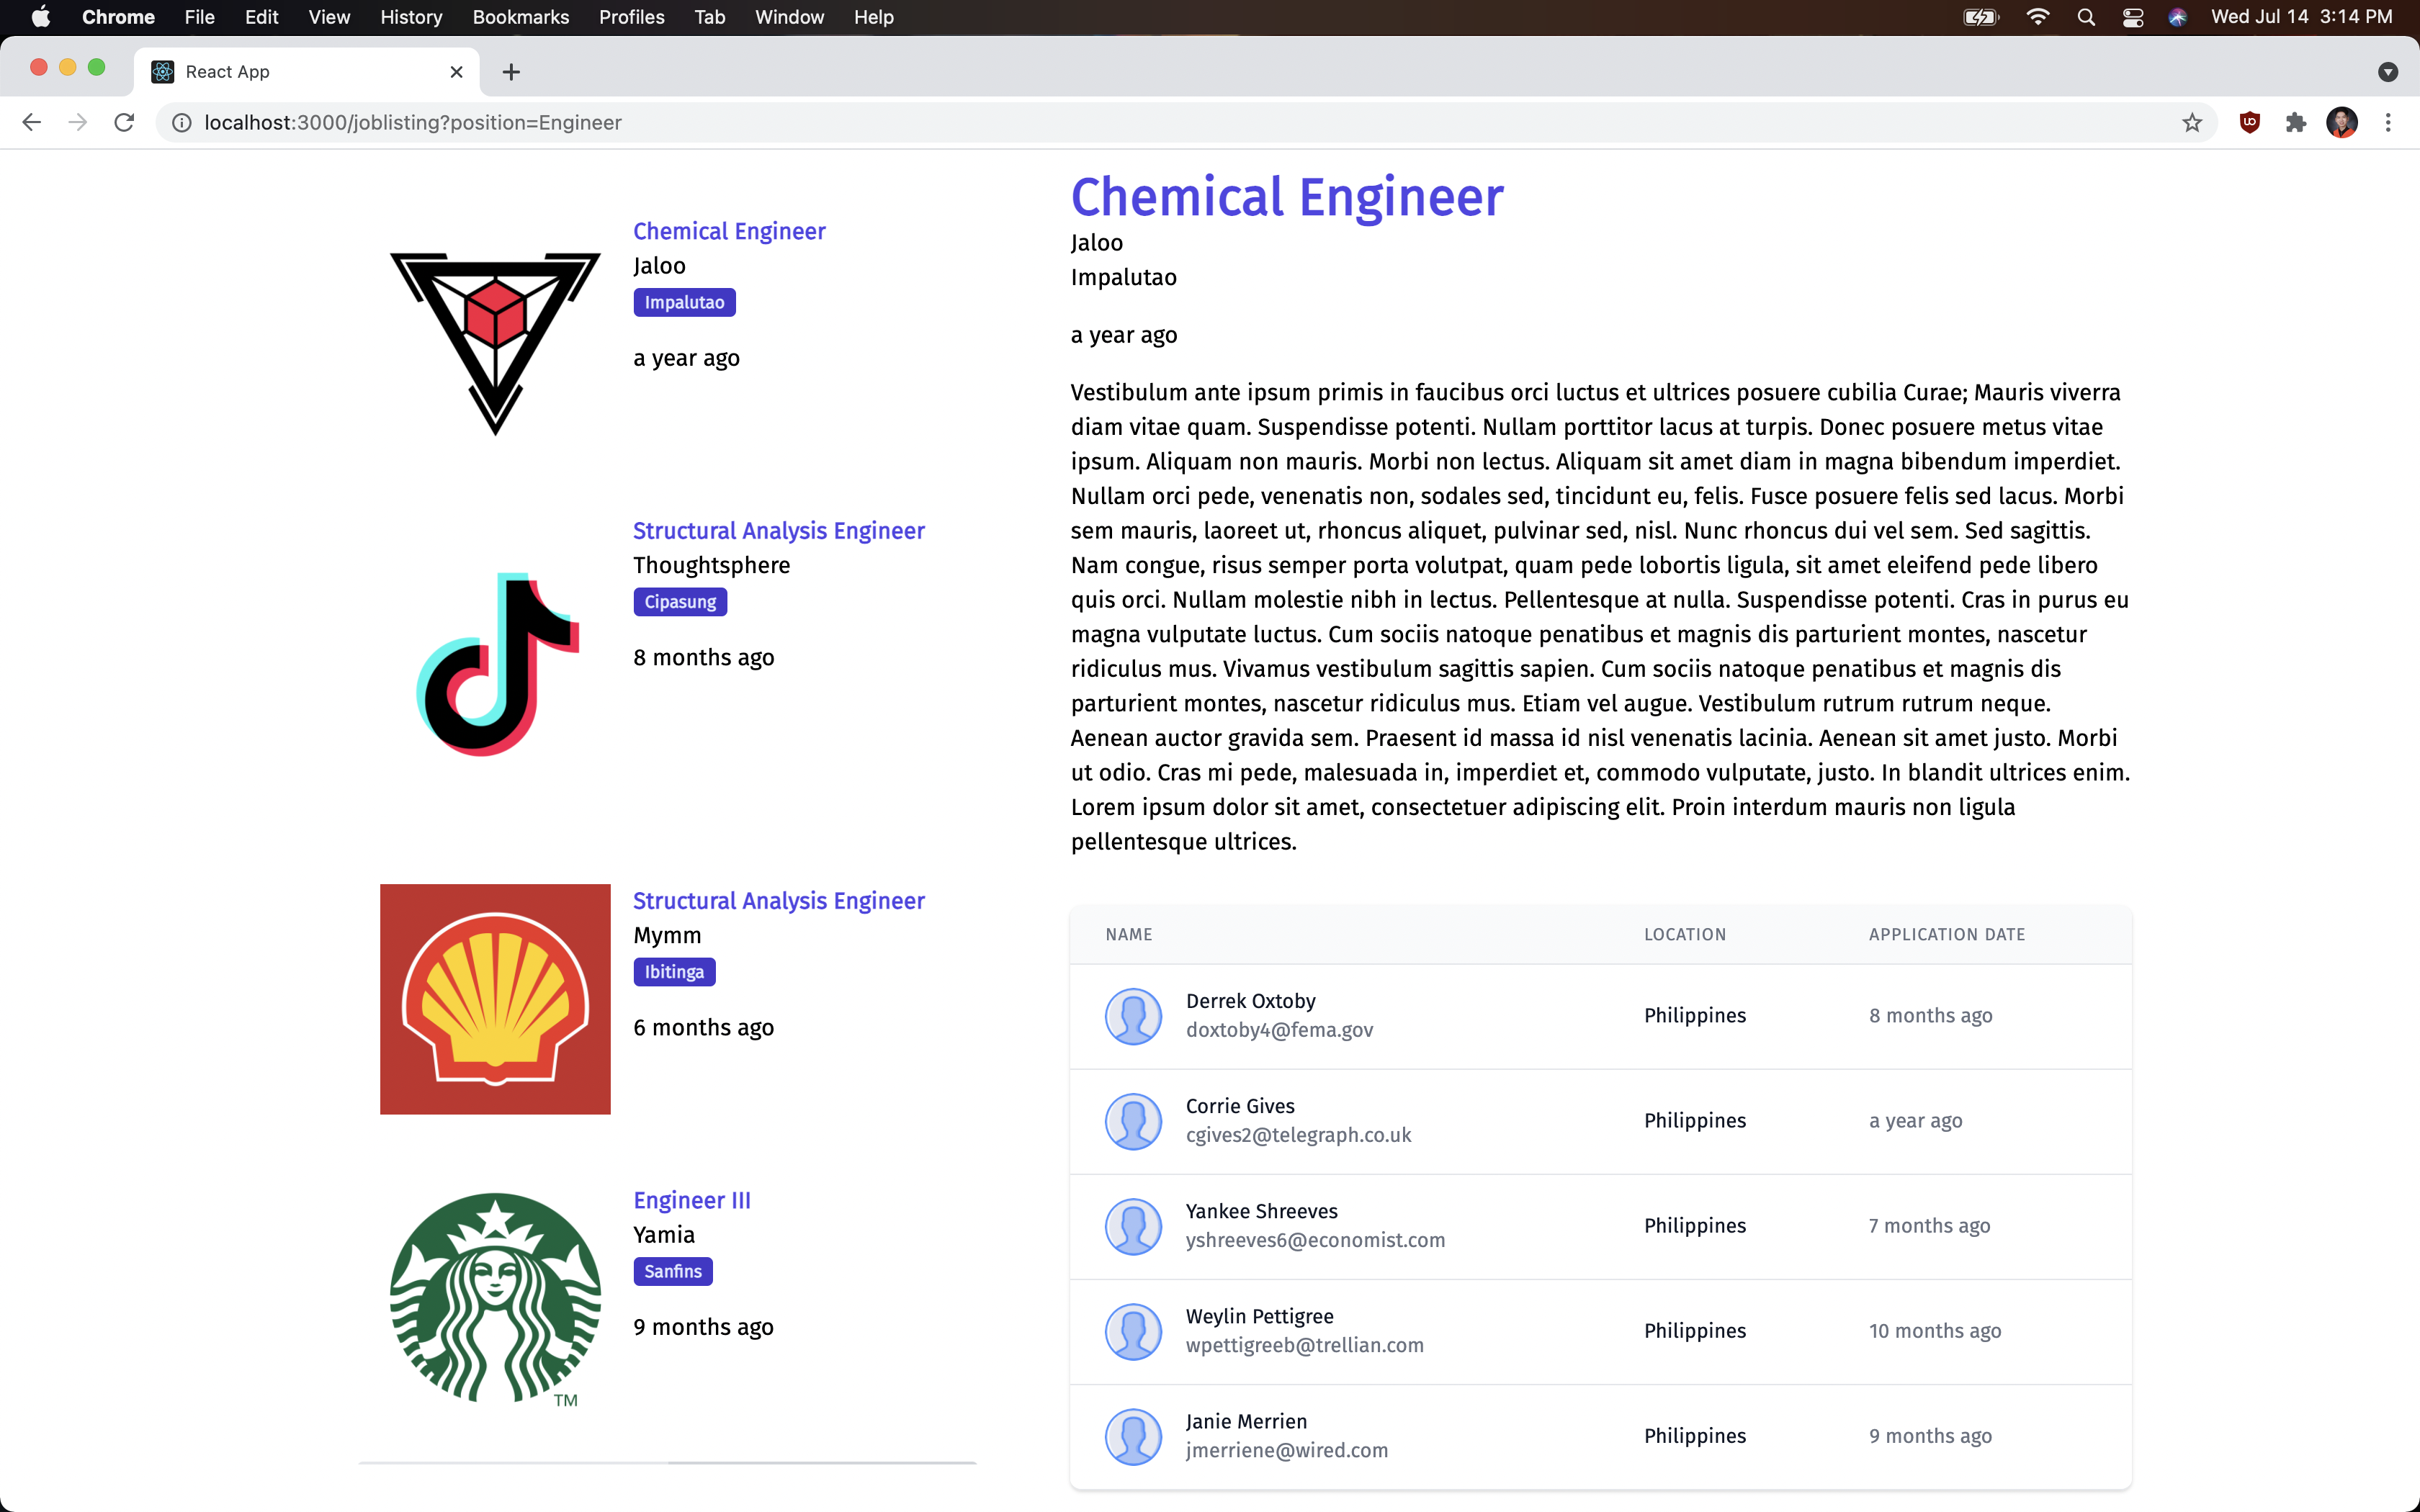 Chrome File Edit View History Bookmarks Profiles Tab Window Help Wed Jul 14 3:14 PM
React App
localhost:3000/joblisting?position=Engineer
Chemical Engineer
Jaloo
Impalutao
a year ago
Structural Analysis Engineer
Thoughtsphere
Cipasung
8 months ago
Structural Analysis Engineer
Mymm
Ibitinga
6 months ago
Engineer III
Yamia
Sanfins
9 months ago
TM
Chemical Engineer
Jaloo
Impalutao
a year ago
Vestibulum ante ipsum primis in faucibus orci luctus et ultrices posuere cubilia Curae; Mauris viverra
diam vitae quam. Suspendisse potenti. Nullam porttitor lacus at turpis. Donec posuere metus vitae
ipsum. Aliquam non mauris. Morbi non lectus. Aliquam sit amet diam in magna bibendum imperdiet.
Nullam orci pede, venenatis non, sodales sed, tincidunt eu, felis. Fusce posuere felis sed lacus. Morbi
sem mauris, laoreet ut, rhoncus aliquet, pulvinar sed, nisl. Nunc rhoncus dui vel sem. Sed sagittis.
Nam congue, risus semper porta volutpat, quam pede lobortis ligula, sit amet eleifend pede libero
quis orci. Nullam molestie nibh in lectus. Pellentesque at nulla. Suspendisse potenti. Cras in purus eu
magna vulputate luctus. Cum sociis natoque penatibus et magnis dis parturient montes, nascetur
ridiculus mus. Vivamus vestibulum sagittis sapien. Cum sociis natoque penatibus et magnis dis
parturient montes, nascetur ridiculus mus. Etiam vel augue. Vestibulum rutrum rutrum neque.
Aenean auctor gravida sem. Praesent id massa id nisl venenatis lacinia. Aenean sit amet justo. Morbi
ut odio. Cras mi pede, malesuada in, imperdiet et, commodo vulputate, justo. In blandit ultrices enim.
Lorem ipsum dolor sit amet, consectetuer adipiscing elit. Proin interdum mauris non ligula
pellentesque ultrices.
NAME LOCATION APPLICATION DATE
Derrek Oxtoby
doxtoby4@fema.gov
Philippines 8 months ago
Corrie Gives
cgives2@telegraph.co.uk
Philippines a year ago
Yankee Shreeves
yshreeves6@economist.com
Philippines 7 months ago
Weylin Pettigree
wpettigreeb@trellian.com
Philippines 10 months ago
Janie Merrien
jmerriene@wired.com
Philippines 9 months ago